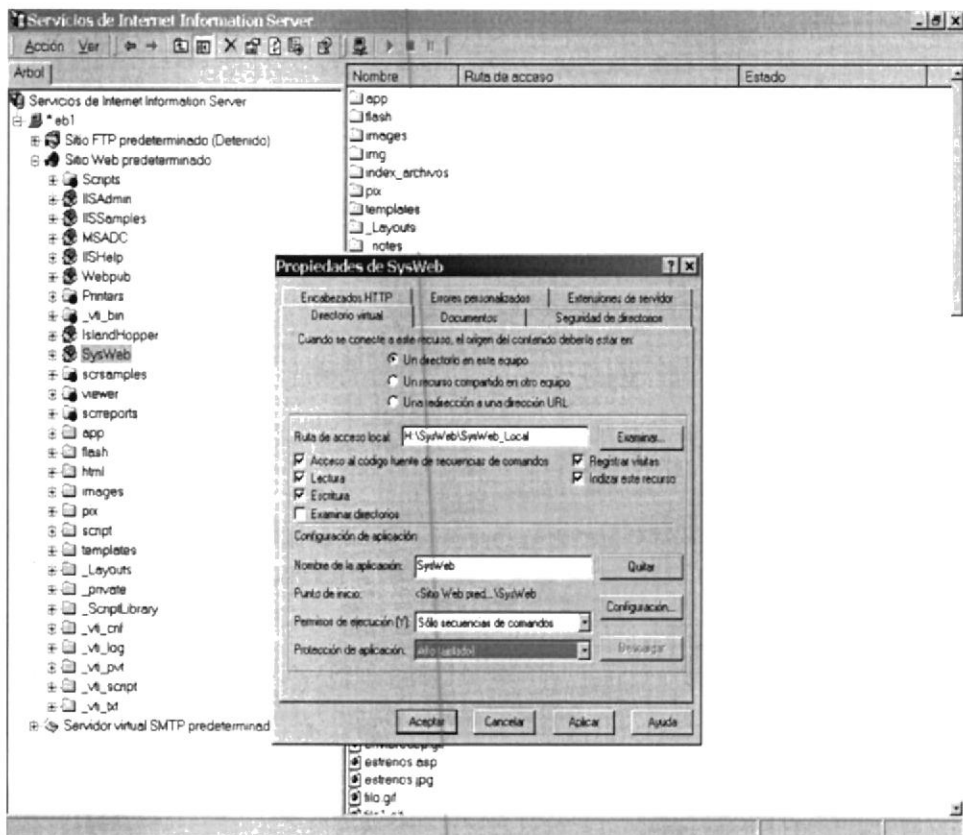 Servicios de Internet Information Server
Acción Ver
Arbol
Nombre Ruta de acceso Estado
Servicios de Internet Information Server
* eb1
Sitio FTP predeterminado (Detenido)
Sitio Web predeterminado
Scripts
IISAdmin
IISSamples
MSADC
IISHelp
Webpub
Printers
_vti_bin
IslandHopper
SysWeb
scrsamples
viewer
scrreports
app
flash
html
images
pix
script
templates
_Layouts
_private
_ScriptLibrary
_vti_cnf
_vti_log
_vti_pvt
_vti_script
_vti_txt
Servidor virtual SMTP predeterminad
app
flash
images
img
index_archivos
pix
templates
_Layouts
_notes
Propiedades de SysWeb
Encabezados HTTP Errores personalizados Extensiones de servidor
Directorio virtual Documentos Seguridad de directorios
Cuando se conecte a este recurso, el origen del contenido debería estar en:
Un directorio en este equipo
Un recurso compartido en otro equipo
Una redirección a una dirección URL
Ruta de acceso local: H:\SysWeb\SysWeb_Local Examinar...
Acceso al código fuente de secuencias de comandos Registrar visitas
Lectura Indizar este recurso
Escritura
Examinar directorios
Configuración de aplicación
Nombre de la aplicación: SysWeb Quitar
Punto de inicio: <Sitio Web pred...\SysWeb
Configuración...
Permisos de ejecución (Y): Sólo secuencias de comandos
Protección de aplicación: Alto (aislado) Descargar
Aceptar Cancelar Aplicar Ayuda
estrenos.asp
estrenos.jpg
filo.gif